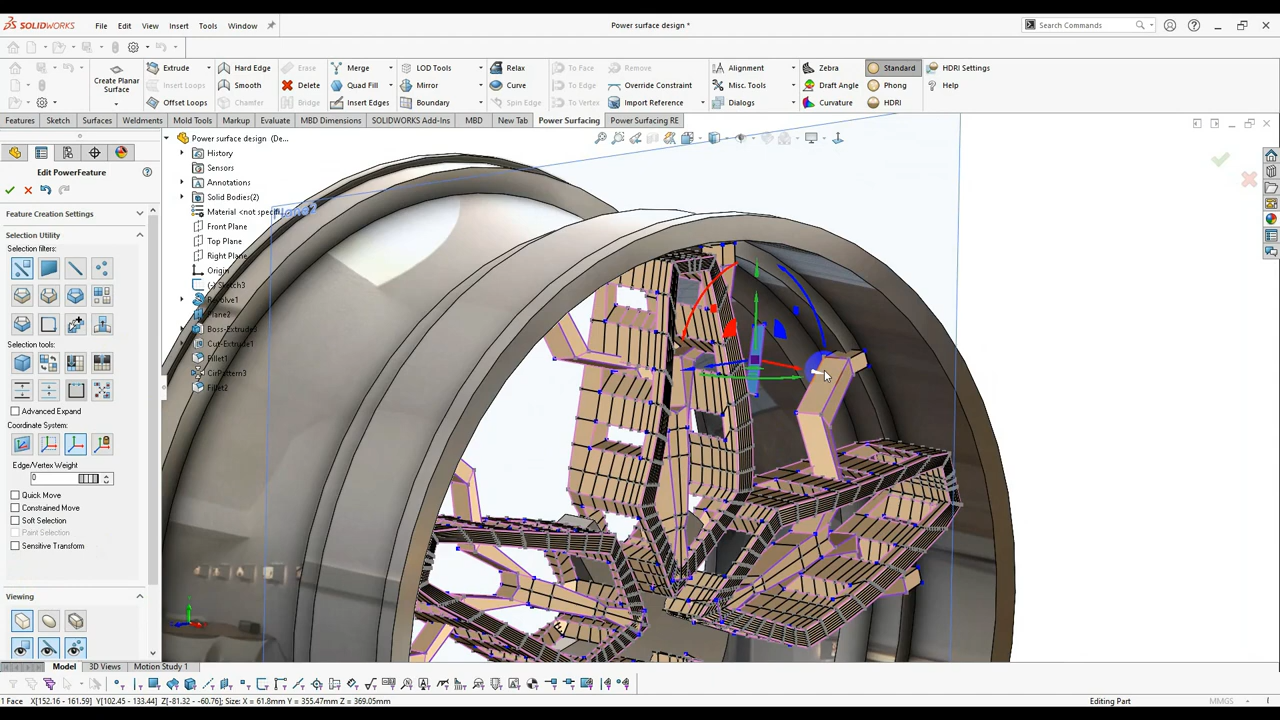 SOLIDWORKS File Edit View Insert Tools Window Power surface design * Search Commands
Extrude Hard Edge Erase Merge LOD Tools Relax To Face Remove Alignment Zebra Standard HDRI Settings
Create Planar Surface Insert Loops Smooth Delete Quad Fill Mirror Curve To Edge Override Constraint Misc. Tools Draft Angle Phong Help
Offset Loops Chamfer Insert Edges Boundary Spin Edge To Vertex Import Reference Dialogs Curvature HDRI
Features Sketch Surfaces Weldments Mold Tools Markup Evaluate MBD Dimensions SOLIDWORKS Add-Ins MBD New Tab Power Surfacing Power Surfacing RE
Power surface design (De...
History
Edit PowerFeature
Sensors
Annotations
Solid Bodies(2)
Feature Creation Settings
Material <not specif
Front Plane
Selection Utility
Top Plane
Selection filters:
Right Plane
Origin
(-) Sketch3
Revolve1
Plane2
Boss-Extrude3
Cut-Extrude1
Selection tools:
Fillet1
CirPattern3
Fillet2
Advanced Expand
Coordinate System:
Edge/Vertex Weight
0
Quick Move
Constrained Move
Soft Selection
Paint Selection
Sensitive Transform
Viewing
Model 3D Views Motion Study 1
1 Face X[152.16 - 161.59] Y[102.45 - 133.44] Z[-81.32 - -60.76]; Size: X = 61.8mm Y = 355.47mm Z = 369.05mm Editing Part MMGS